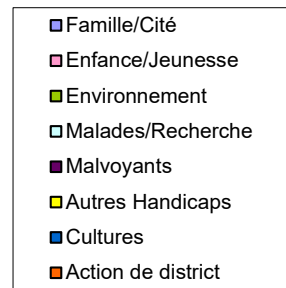 Famille/Cité
Enfance/Jeunesse
Environnement
Malades/Recherche
Malvoyants
Autres Handicaps
Cultures
Action de district